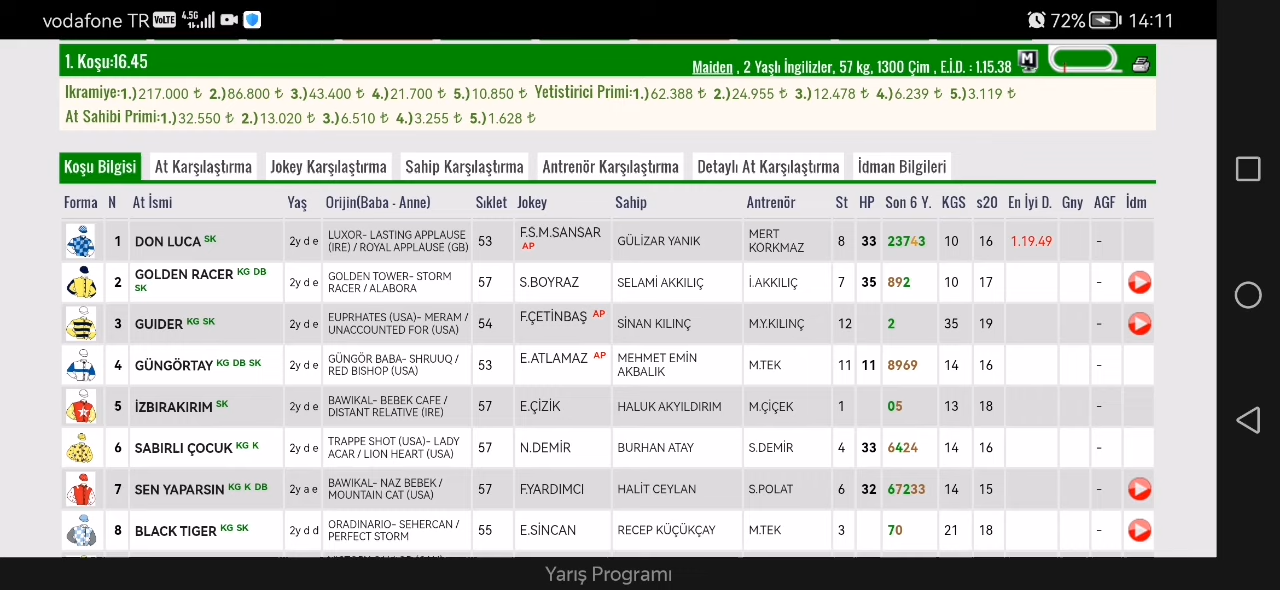 vodafone TR VoLTE 4.5G 72% 14:11
1. Koşu:16.45
Maiden , 2 Yaşlı İngilizler, 57 kg, 1300 Çim , E.İ.D. : 1.15.38 M
Ikramiye:1.)217.000 ₺ 2.)86.800 ₺ 3.)43.400 ₺ 4.)21.700 ₺ 5.)10.850 ₺ Yetistirici Primi:1.)62.388 ₺ 2.)24.955 ₺ 3.)12.478 ₺ 4.)6.239 ₺ 5.)3.119 ₺
At Sahibi Primi:1.)32.550 ₺ 2.)13.020 ₺ 3.)6.510 ₺ 4.)3.255 ₺ 5.)1.628 ₺
Koşu Bilgisi At Karşılaştırma Jokey Karşılaştırma Sahip Karşılaştırma Antrenör Karşılaştırma Detaylı At Karşılaştırma İdman Bilgileri
Forma N At İsmi Yaş Orijin(Baba - Anne) Sıklet Jokey Sahip Antrenör St HP Son 6 Y. KGS s20 En İyi D. Gny AGF İdm
1 DON LUCA SK 2y d e LUXOR- LASTING APPLAUSE (IRE) / ROYAL APPLAUSE (GB) 53 F.S.M.SANSAR AP GÜLİZAR YANIK MERT KORKMAZ 8 33 23743 10 16 1.19.49 -
2 GOLDEN RACER KG DB SK 2y d e GOLDEN TOWER- STORM RACER / ALABORA 57 S.BOYRAZ SELAMİ AKKILIÇ İ.AKKILIÇ 7 35 892 10 17 -
3 GUIDER KG SK 2y d e EUPRHATES (USA)- MERAM / UNACCOUNTED FOR (USA) 54 F.ÇETİNBAŞ AP SİNAN KILINÇ M.Y.KILINÇ 12 2 35 19 -
4 GÜNGÖRTAY KG DB SK 2y d e GÜNGÖR BABA- SHRUUQ / RED BISHOP (USA) 53 E.ATLAMAZ AP MEHMET EMİN AKBALIK M.TEK 11 11 8969 14 16 -
5 İZBIRAKIRIM SK 2y d e BAWIKAL- BEBEK CAFE / DISTANT RELATIVE (IRE) 57 E.ÇİZİK HALUK AKYILDIRIM M.ÇİÇEK 1 05 13 18 -
6 SABIRLI ÇOCUK KG K 2y d e TRAPPE SHOT (USA)- LADY ACAR / LION HEART (USA) 57 N.DEMİR BURHAN ATAY S.DEMİR 4 33 6424 14 16 -
7 SEN YAPARSIN KG K DB 2y a e BAWIKAL- NAZ BEBEK / MOUNTAIN CAT (USA) 57 F.YARDIMCI HALİT CEYLAN S.POLAT 6 32 67233 14 15 -
8 BLACK TIGER KG SK 2y d d ORADINARIO- SEHERCAN / PERFECT STORM 55 E.SİNCAN RECEP KÜÇÜKÇAY M.TEK 3 70 21 18 -
Yarış Programı